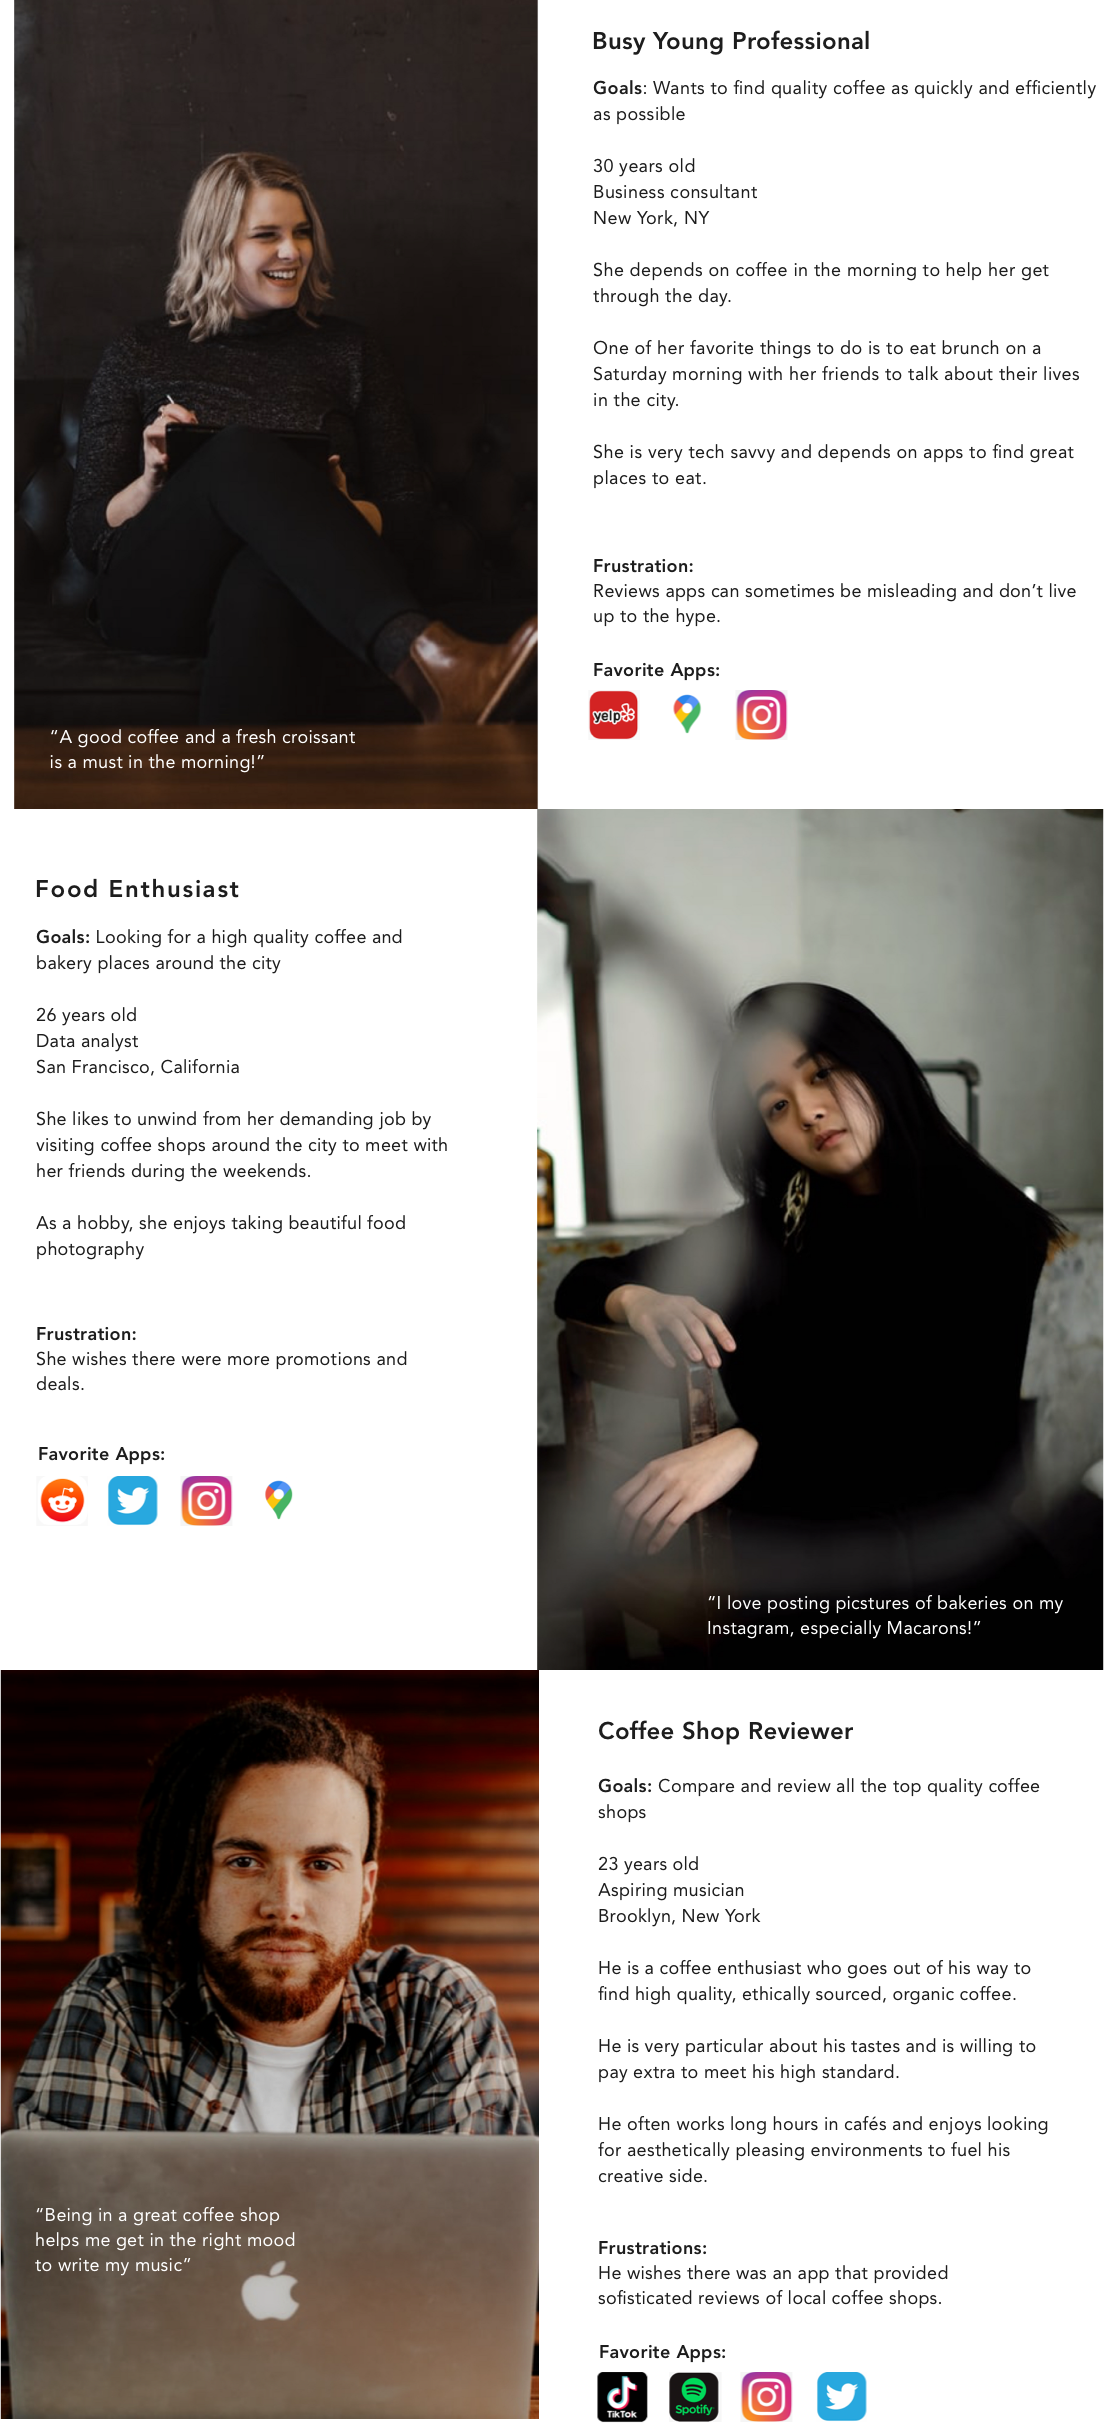 Busy Young Professional
Goals: Wants to find quality coffee as quickly and efficiently
as possible
30 years old
Business consultant
New York, NY
She depends on coffee in the morning to help her get
through the day.
One of her favorite things to do is to eat brunch on a
Saturday morning with her friends to talk about their lives
in the city.
She is very tech savvy and depends on apps to find great
places to eat.
Frustration:
Reviews apps can sometimes be misleading and don’t live
up to the hype.
Favorite Apps:
yelp
“A good coffee and a fresh croissant
is a must in the morning!”
Food Enthusiast
Goals: Looking for a high quality coffee and
bakery places around the city
26 years old
Data analyst
San Francisco, California
She likes to unwind from her demanding job by
visiting coffee shops around the city to meet with
her friends during the weekends.
As a hobby, she enjoys taking beautiful food
photography
Frustration:
She wishes there were more promotions and
deals.
Favorite Apps:
“I love posting picstures of bakeries on my
Instagram, especially Macarons!”
Coffee Shop Reviewer
Goals: Compare and review all the top quality coffee
shops
23 years old
Aspiring musician
Brooklyn, New York
He is a coffee enthusiast who goes out of his way to
find high quality, ethically sourced, organic coffee.
He is very particular about his tastes and is willing to
pay extra to meet his high standard.
He often works long hours in cafés and enjoys looking
for aesthetically pleasing environments to fuel his
creative side.
Frustrations:
He wishes there was an app that provided
sofisticated reviews of local coffee shops.
Favorite Apps:
TikTok
Spotify
“Being in a great coffee shop
helps me get in the right mood
to write my music”